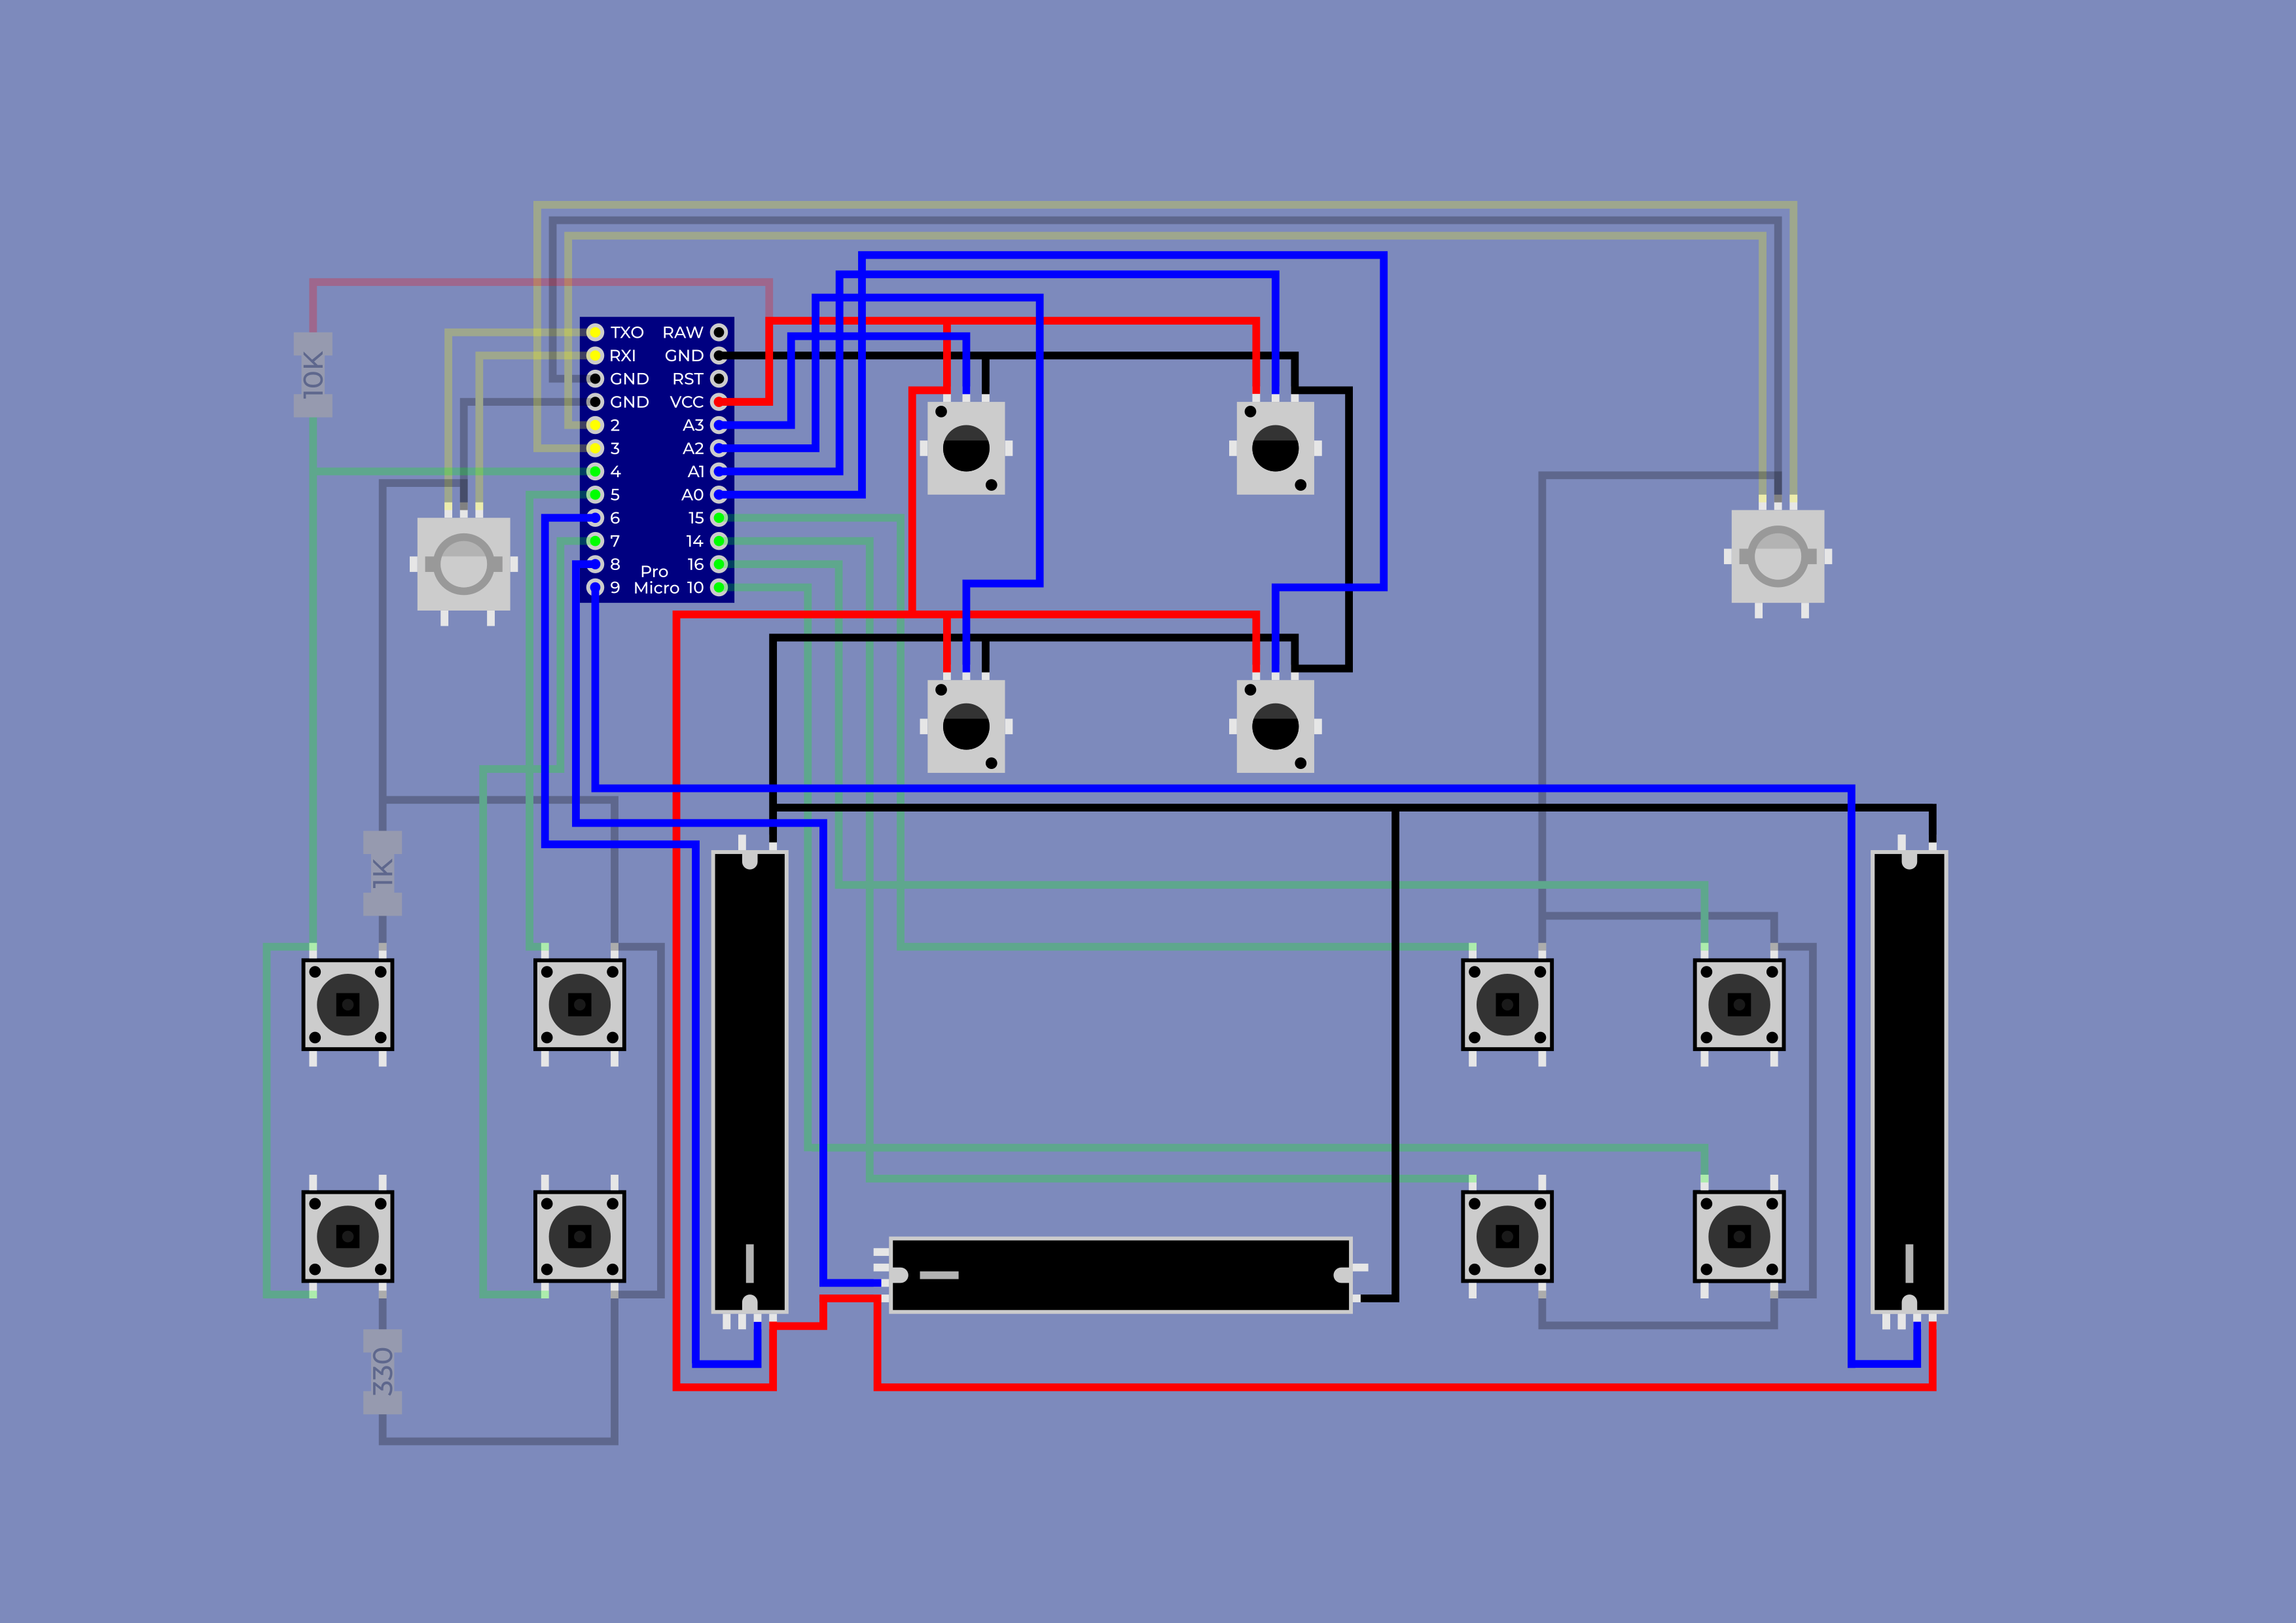 TXO RAW
RXI GND
GND RST
GND VCC
2 A3
3 A2
4 A1
5 A0
6 15
7 14
8 16
9 10
Pro
Micro
10K
1K
330